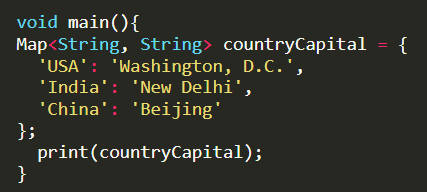 void main(){
Map<String, String> countryCapital = {
  'USA': 'Washington, D.C.',
  'India': 'New Delhi',
  'China': 'Beijing'
};
  print(countryCapital);
}